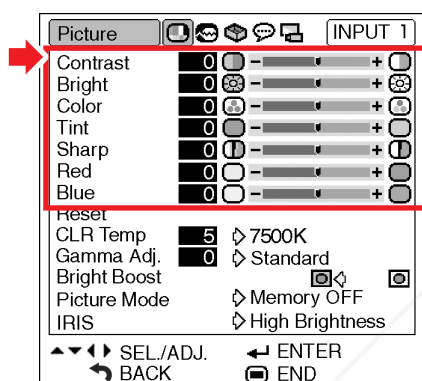 Picture INPUT 1
Contrast 0 - +
Bright 0 - +
Color 0 - +
Tint 0 - +
Sharp 0 - +
Red 0 - +
Blue 0 - +
Reset
CLR Temp 5 7500K
Gamma Adj. 0 Standard
Bright Boost
Picture Mode Memory OFF
IRIS High Brightness
SEL./ADJ. ENTER
BACK END